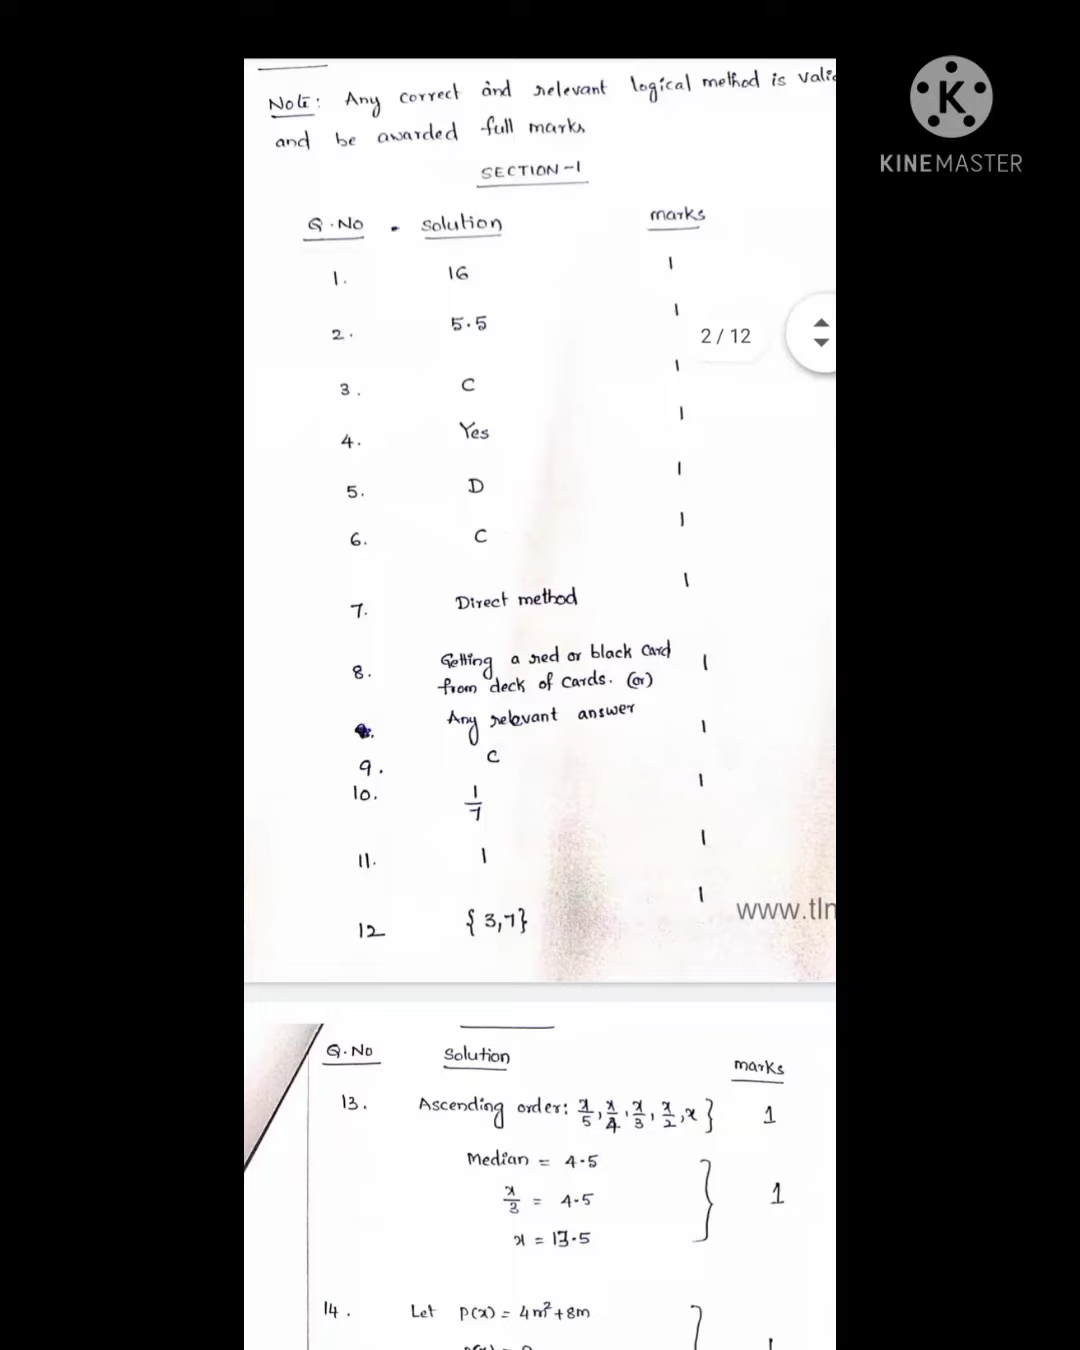 Note: Any correct and relevant logical method is valid
and be awarded full marks
K
KINEMASTER
SECTION-1
Q.No solution marks
1. 16 1
2. 5.5 1
2 / 12
3. C 1
4. Yes 1
5. D 1
6. C 1
7. Direct method 1
8. Getting a red or black card 1
from deck of cards. (or)
Any relevant answer
9. C 1
10. 1/7 1
11. 1 1
12 {3,7} 1
www.tln
Q.No Solution marks
13. Ascending order: x/5, x/4, x/3, x/2, x } 1
Median = 4.5
x/3 = 4.5 } 1
x = 13.5
14. Let p(x) = 4m²+8m